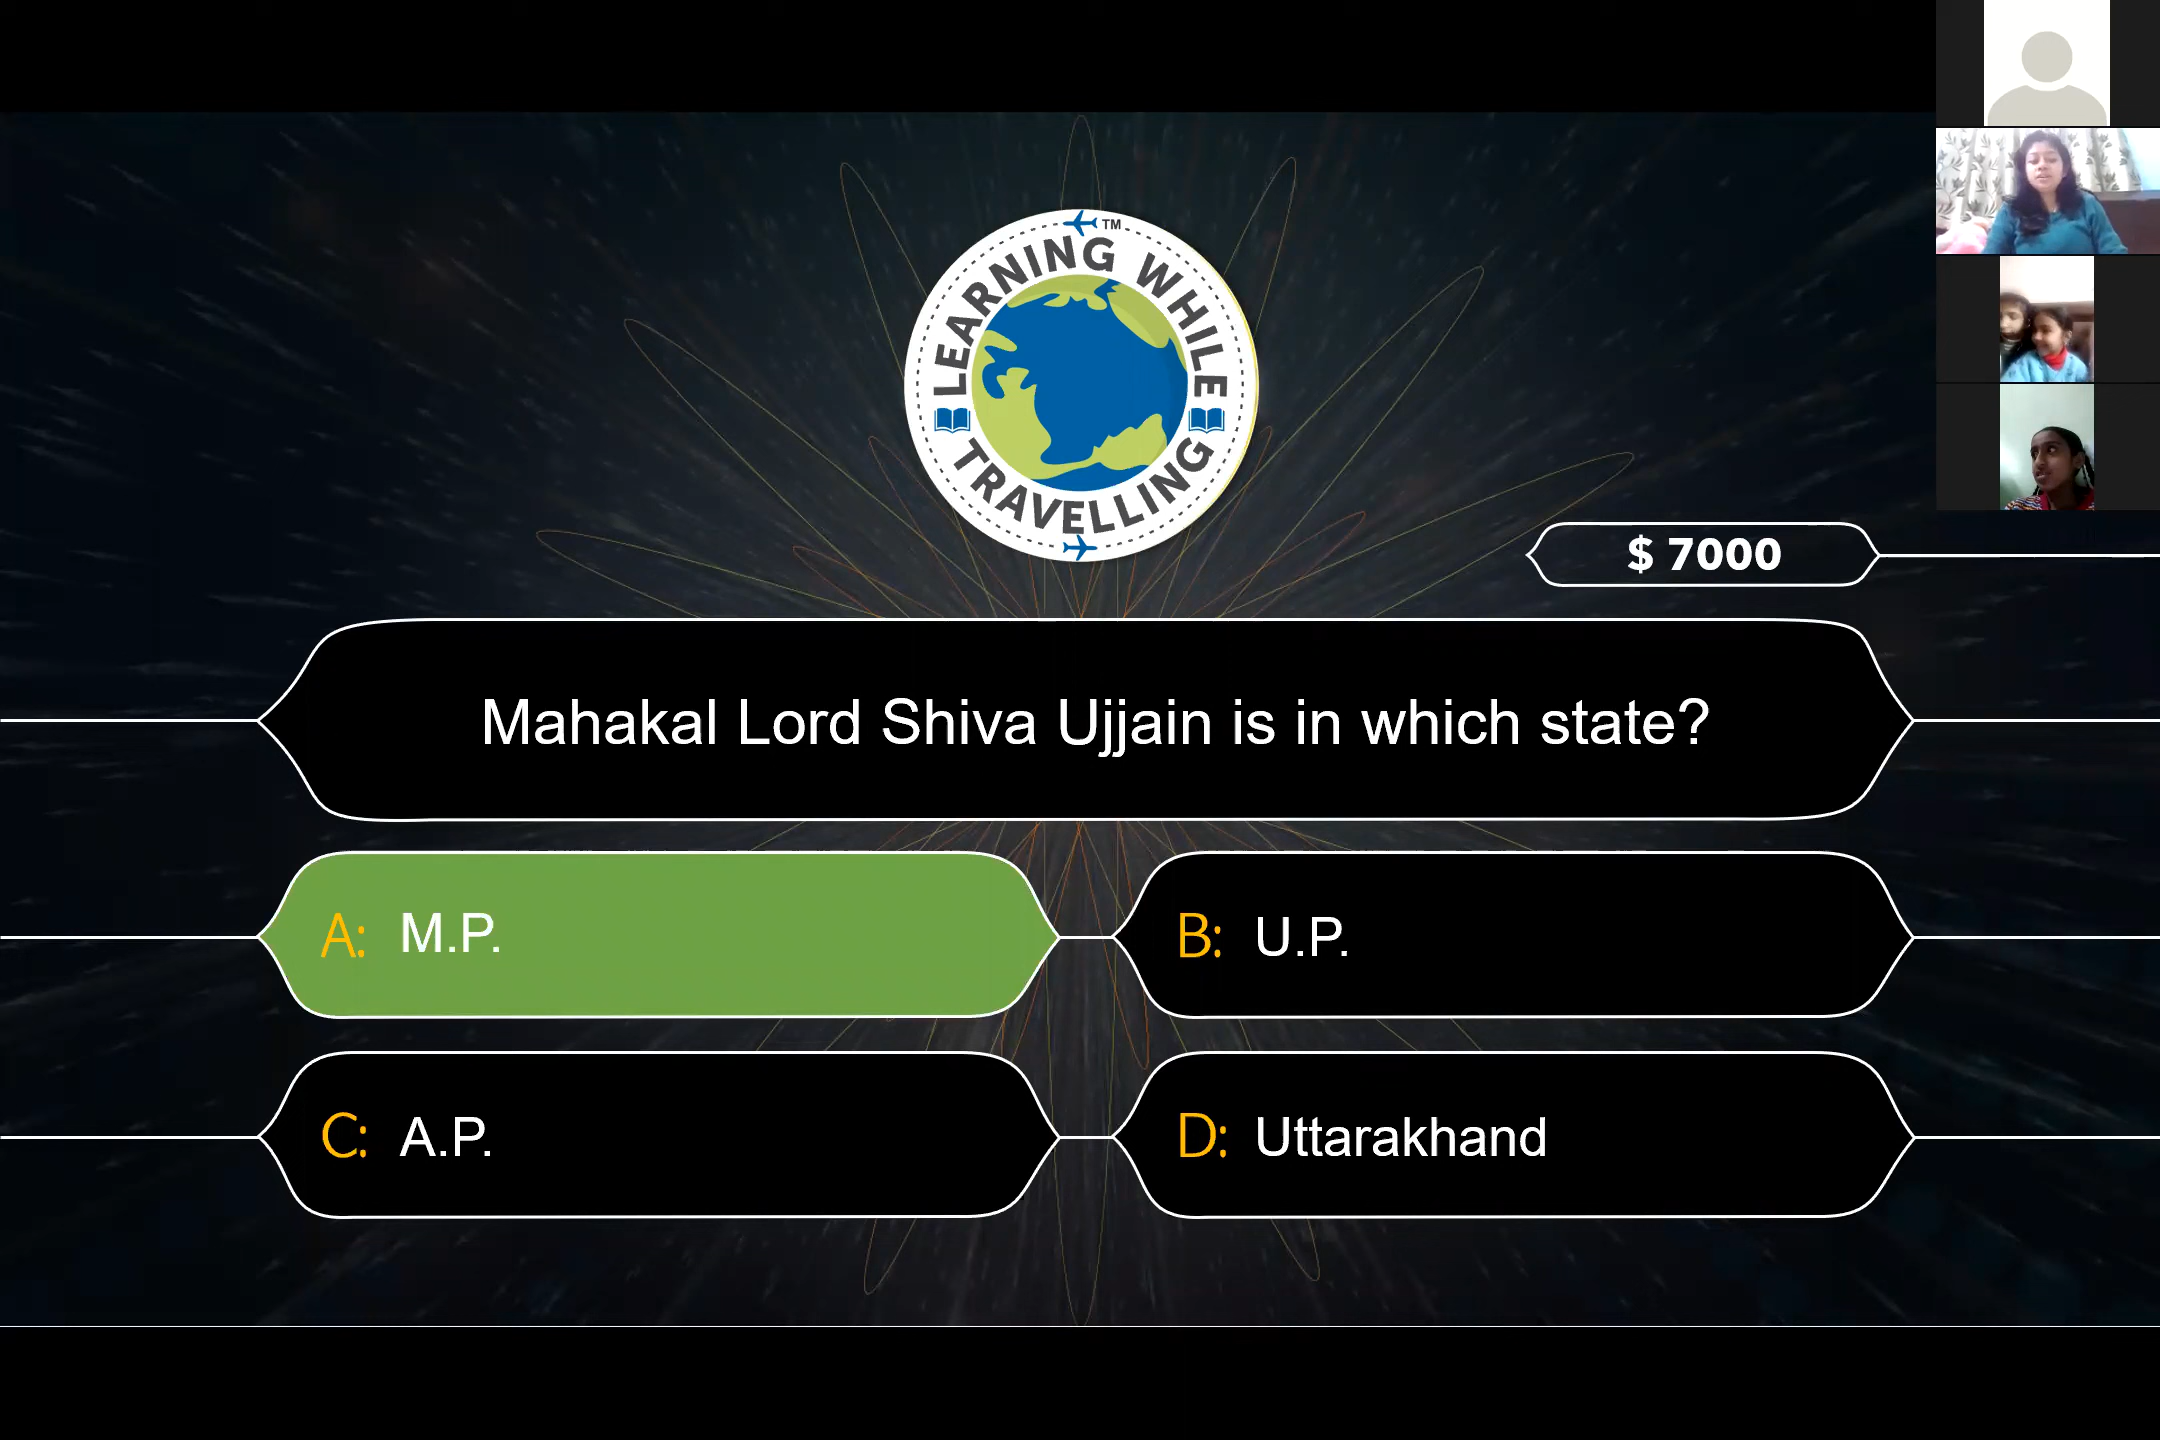 LEARNING WHILE
TM
TRAVELLING
$ 7000
Mahakal Lord Shiva Ujjain is in which state?
A: M.P.
B: U.P.
C: A.P.
D: Uttarakhand